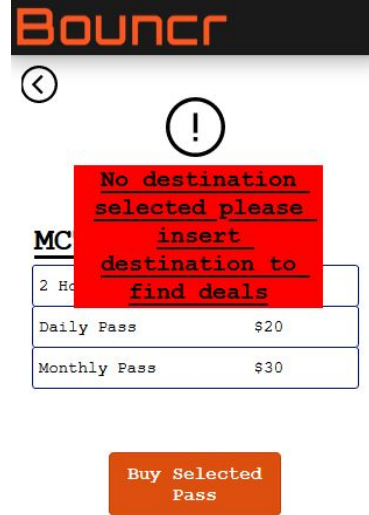 Bouncr
!
No destination
selected please
insert
destination to
find deals
MC
2 Ho
Daily Pass $20
Monthly Pass $30
Buy Selected
Pass